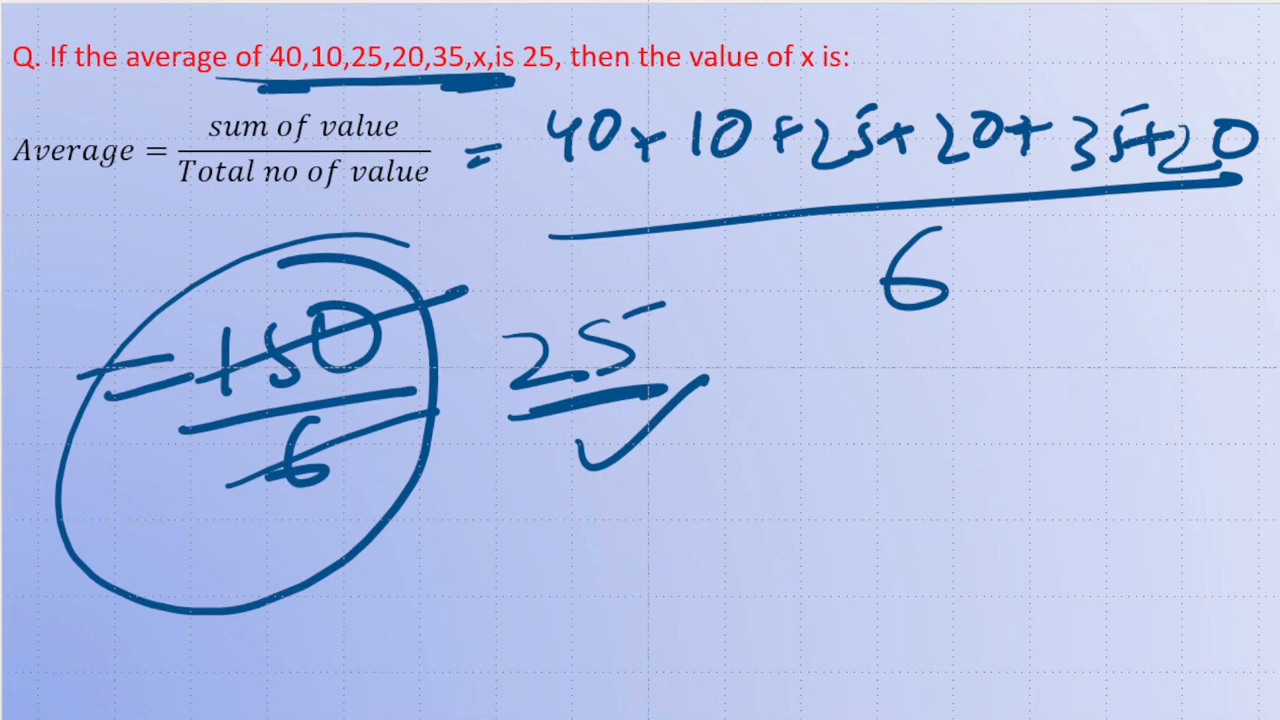 Q. If the average of 40,10,25,20,35,x,is 25, then the value of x is:
Average = sum of value / Total no of value = 40+10+25+20+35+20 / 6
= 150 / 6 25